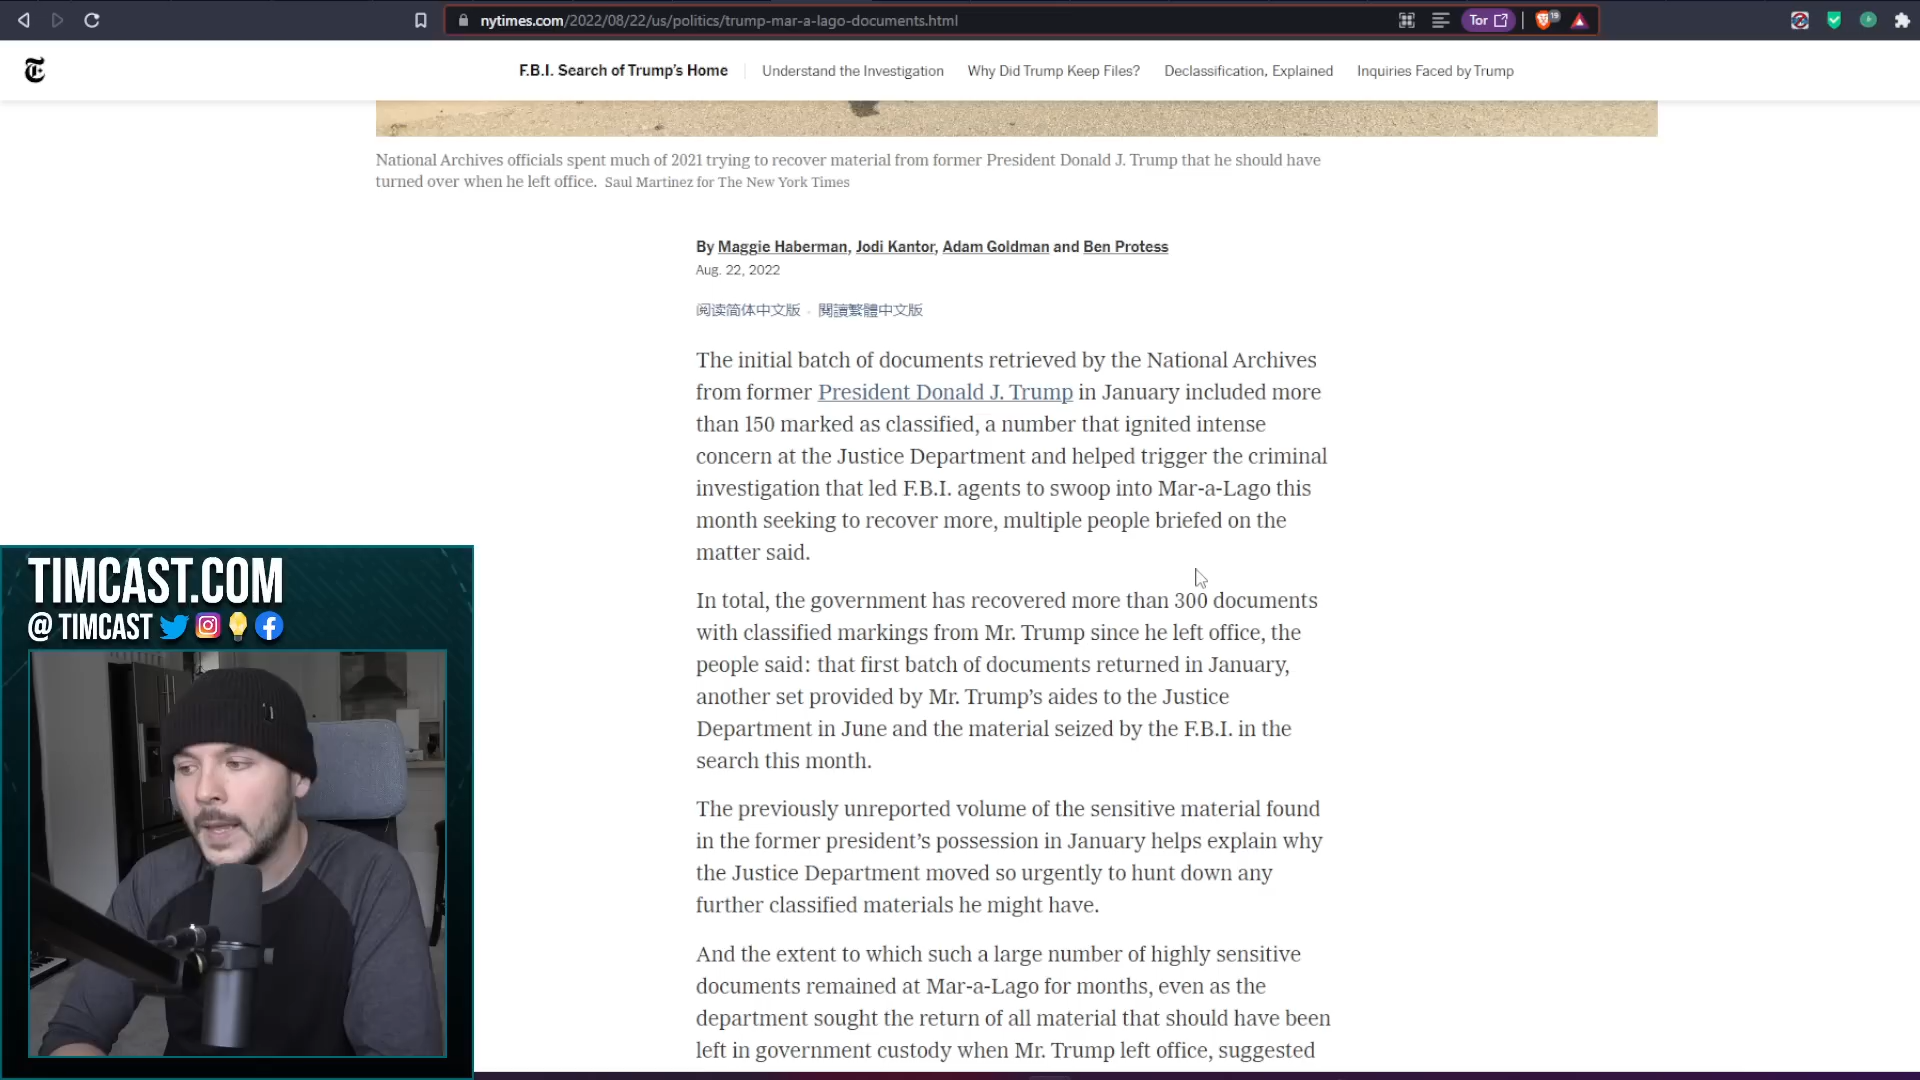 nytimes.com/2022/08/22/us/politics/trump-mar-a-lago-documents.html
Tor
19
F.B.I. Search of Trump's Home
Understand the Investigation
Why Did Trump Keep Files?
Declassification, Explained
Inquiries Faced by Trump
National Archives officials spent much of 2021 trying to recover material from former President Donald J. Trump that he should have
turned over when he left office. Saul Martinez for The New York Times
By Maggie Haberman, Jodi Kantor, Adam Goldman and Ben Protess
Aug. 22, 2022
阅读简体中文版 · 閱讀繁體中文版
The initial batch of documents retrieved by the National Archives
from former President Donald J. Trump in January included more
than 150 marked as classified, a number that ignited intense
concern at the Justice Department and helped trigger the criminal
investigation that led F.B.I. agents to swoop into Mar-a-Lago this
month seeking to recover more, multiple people briefed on the
matter said.
In total, the government has recovered more than 300 documents
with classified markings from Mr. Trump since he left office, the
people said: that first batch of documents returned in January,
another set provided by Mr. Trump's aides to the Justice
Department in June and the material seized by the F.B.I. in the
search this month.
The previously unreported volume of the sensitive material found
in the former president's possession in January helps explain why
the Justice Department moved so urgently to hunt down any
further classified materials he might have.
And the extent to which such a large number of highly sensitive
documents remained at Mar-a-Lago for months, even as the
department sought the return of all material that should have been
left in government custody when Mr. Trump left office, suggested
TIMCAST.COM
@ TIMCAST